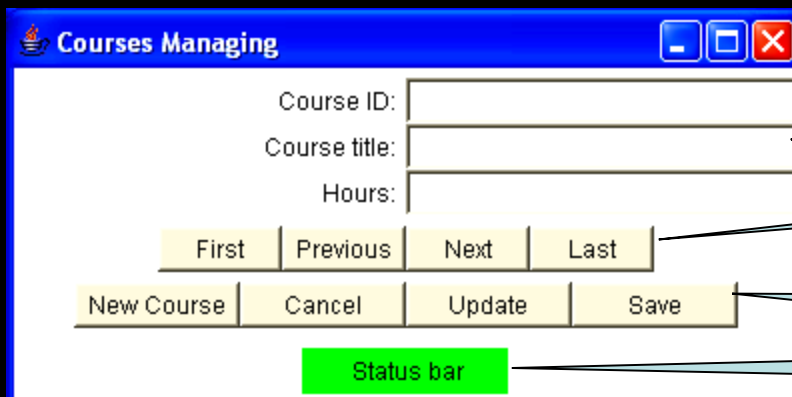 Courses Managing
Course ID:
Course title:
Hours:
First Previous Next Last
New Course Cancel Update Save
Status bar